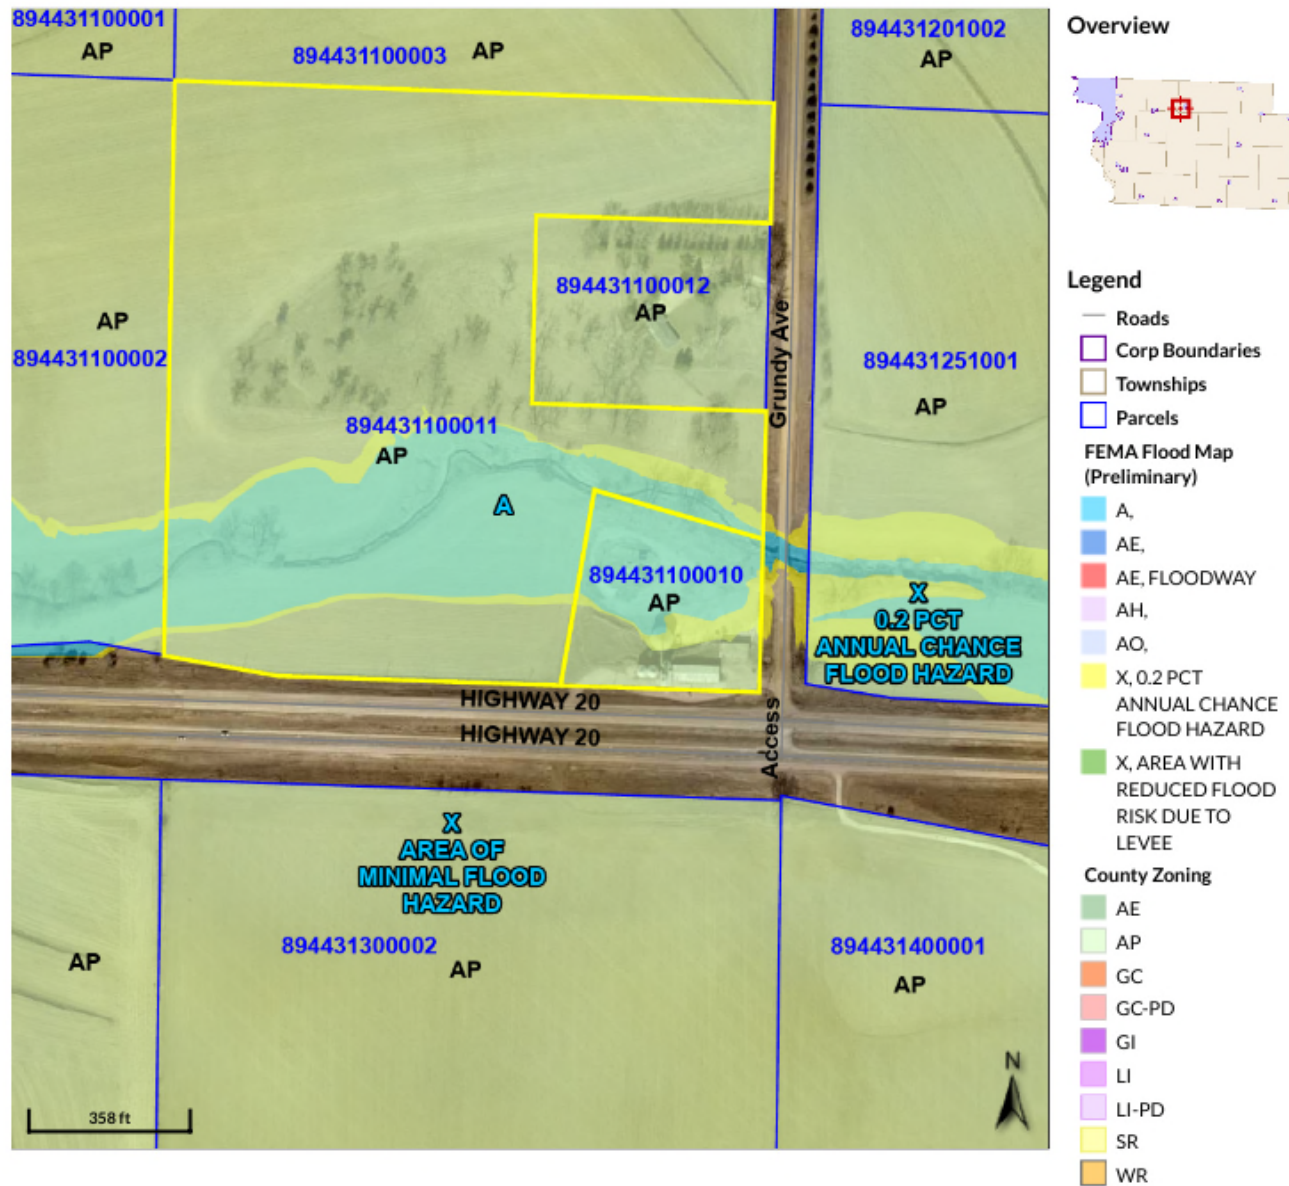 894431100001
AP
894431100003
AP
894431201002
AP
894431100012
AP
AP
894431100002
Grundy Ave
894431251001
AP
894431100011
AP
A
894431100010
AP
X
0.2 PCT
ANNUAL CHANCE
FLOOD HAZARD
HIGHWAY 20
HIGHWAY 20
Access
X
AREA OF
MINIMAL FLOOD
HAZARD
894431300002
AP
894431400001
AP
AP
358 ft
N
Overview
Legend
Roads
Corp Boundaries
Townships
Parcels
FEMA Flood Map
(Preliminary)
A,
AE,
AE, FLOODWAY
AH,
AO,
X, 0.2 PCT
ANNUAL CHANCE
FLOOD HAZARD
X, AREA WITH
REDUCED FLOOD
RISK DUE TO
LEVEE
County Zoning
AE
AP
GC
GC-PD
GI
LI
LI-PD
SR
WR